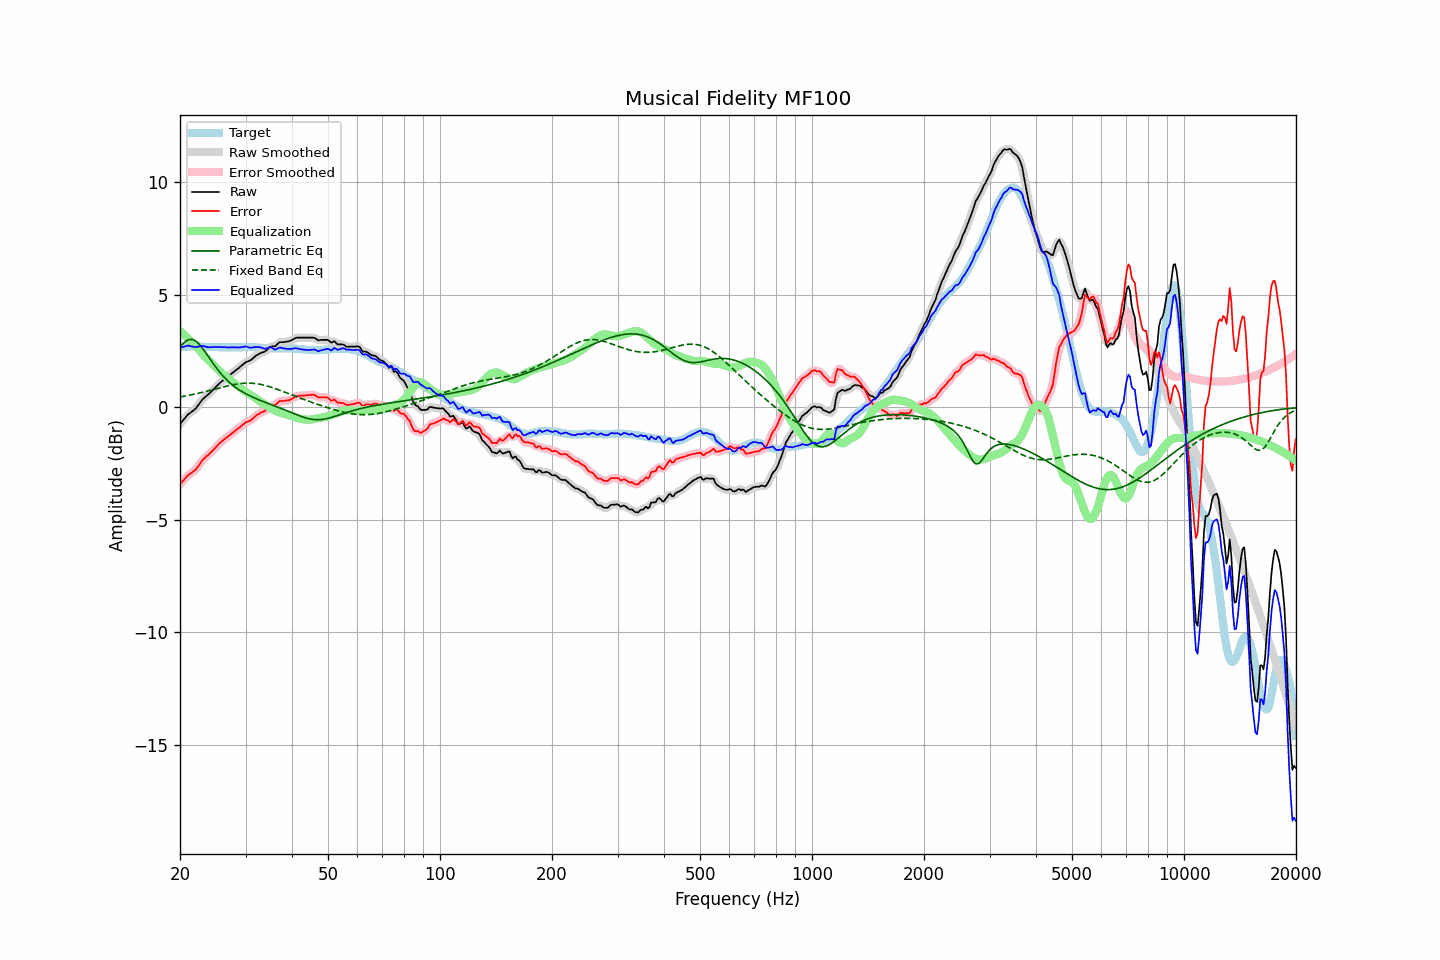 Musical Fidelity MF100
Target
Raw Smoothed
Error Smoothed
Raw
Error
Equalization
Parametric Eq
Fixed Band Eq
Equalized
10
5
0
−5
−10
−15
Amplitude (dBr)
20 50 100 200 500 1000 2000 5000 10000 20000
Frequency (Hz)